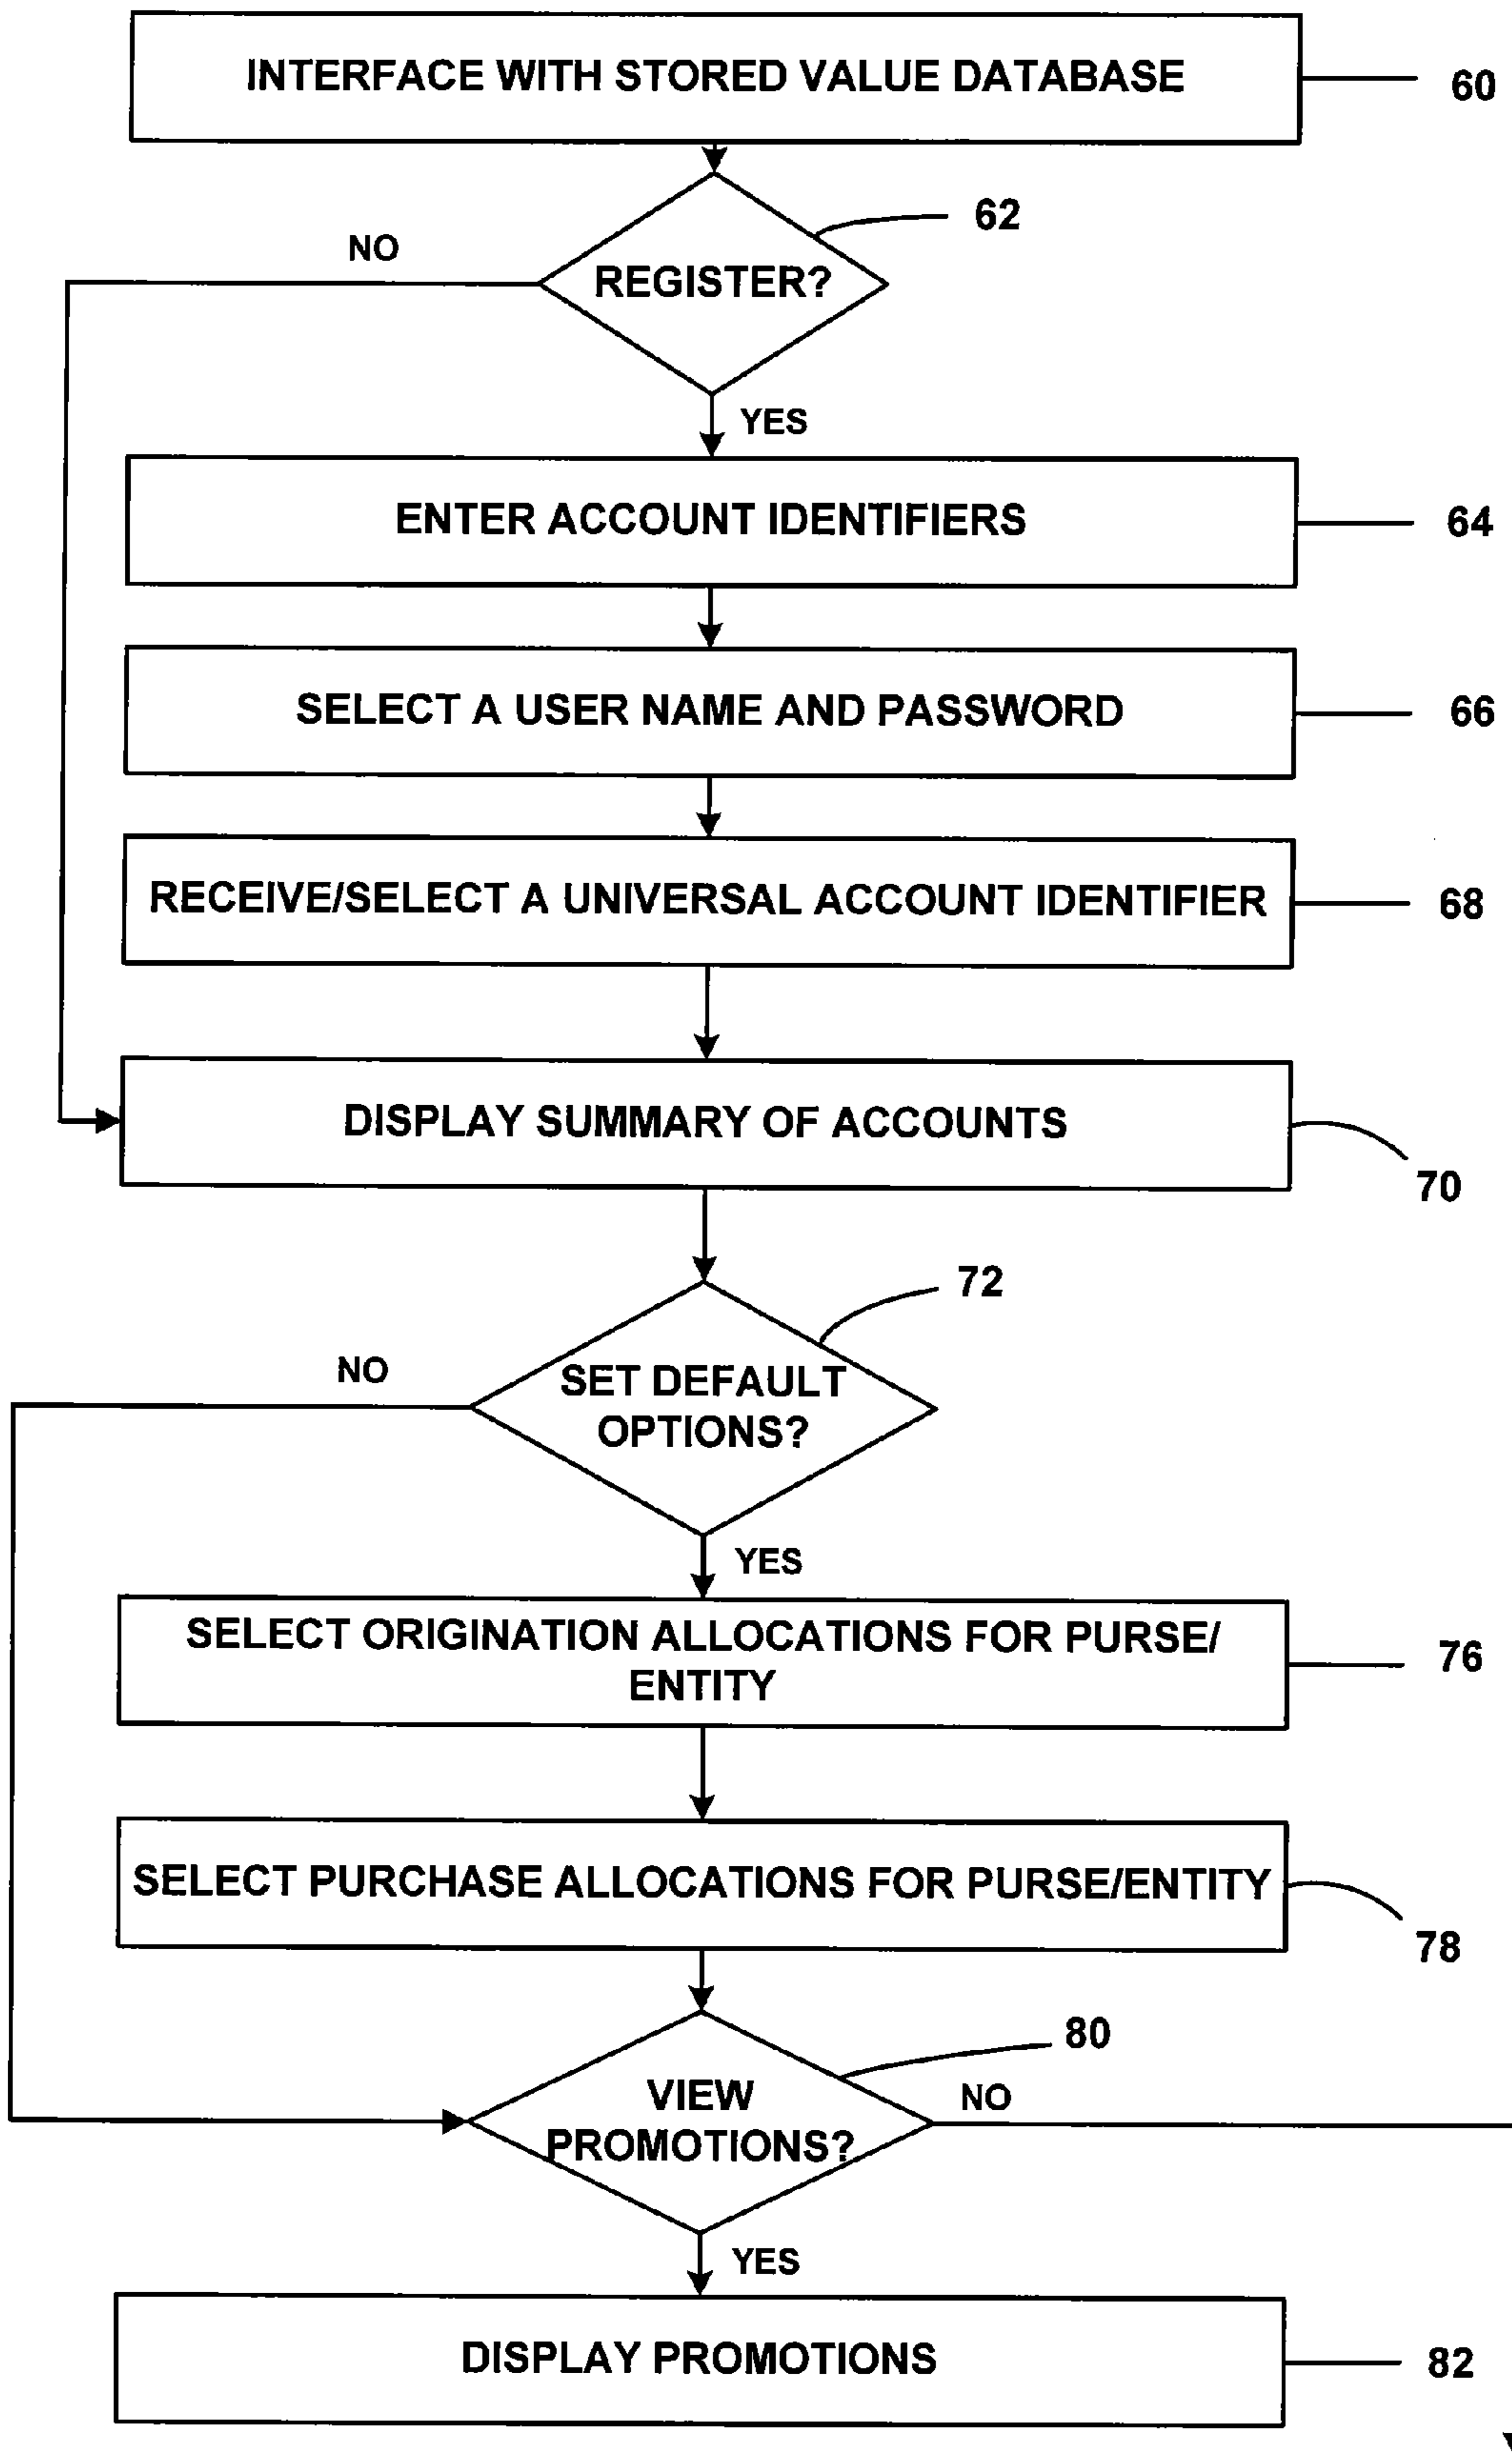 INTERFACE WITH STORED VALUE DATABASE
60
62
NO
REGISTER?
YES
ENTER ACCOUNT IDENTIFIERS
64
SELECT A USER NAME AND PASSWORD
66
RECEIVE/SELECT A UNIVERSAL ACCOUNT IDENTIFIER
68
DISPLAY SUMMARY OF ACCOUNTS
70
72
NO
SET DEFAULT
OPTIONS?
YES
SELECT ORIGINATION ALLOCATIONS FOR PURSE/
ENTITY
76
SELECT PURCHASE ALLOCATIONS FOR PURSE/ENTITY
78
80
VIEW
PROMOTIONS?
NO
YES
DISPLAY PROMOTIONS
82